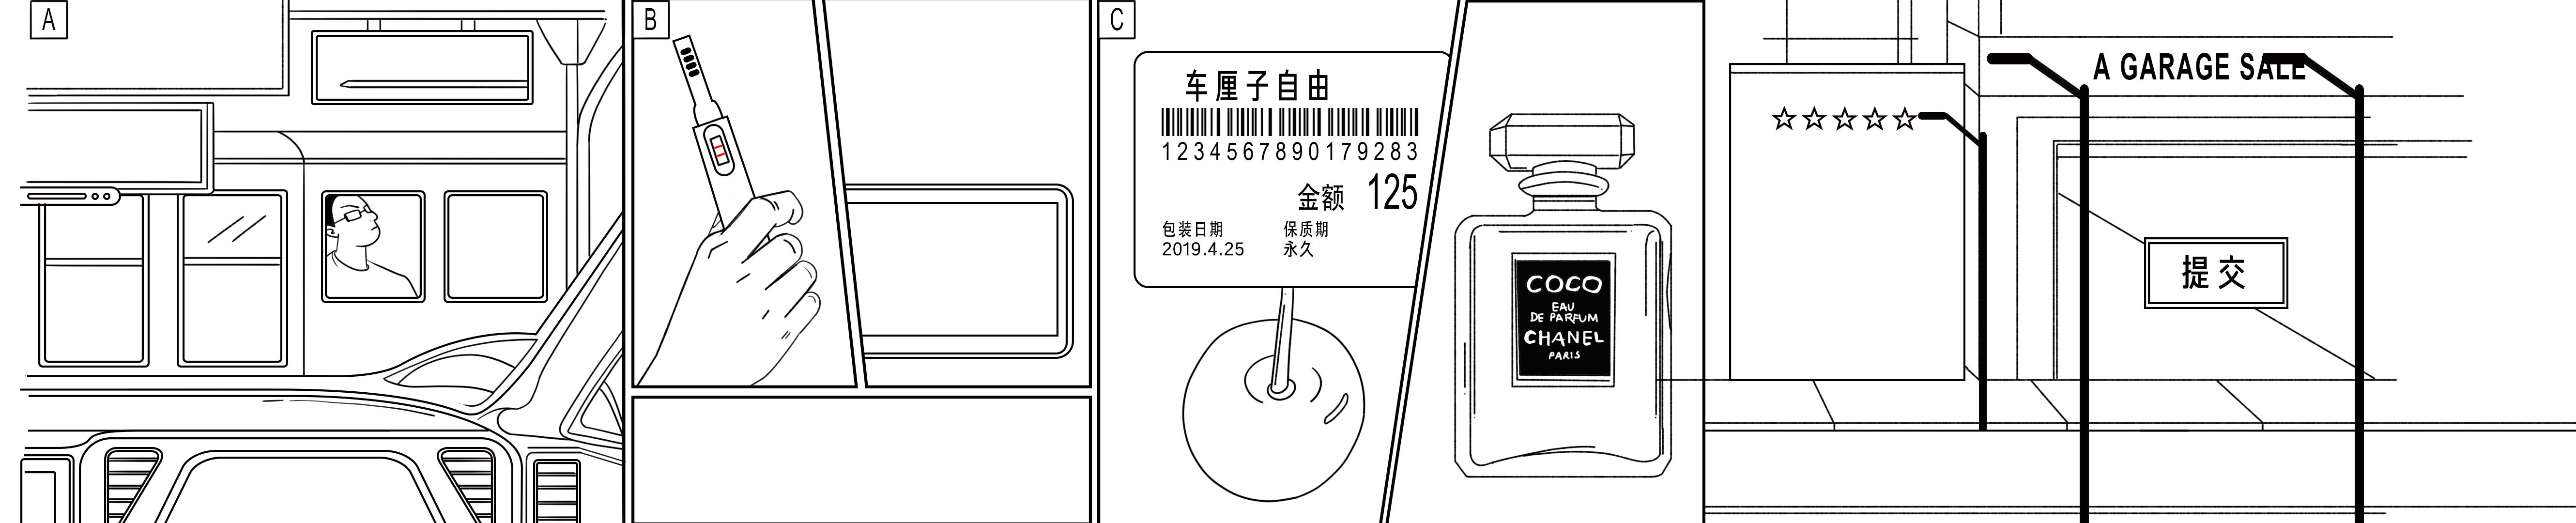 A
B
C
车厘子自由
1234567890179283
金额 125
包装日期 保质期
2019.4.25 永久
COCO
EAU
DE PARFUM
CHANEL
PARIS
☆☆☆☆☆
A GARAGE SALE
提交